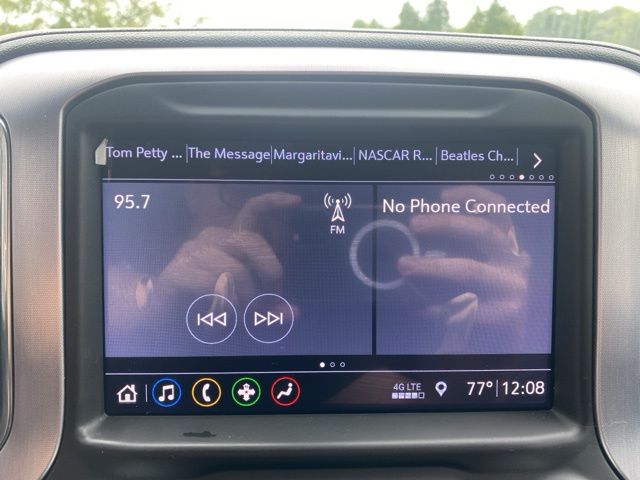 Tom Petty ... The Message Margaritavi... NASCAR R... Beatles Ch...
95.7
FM
No Phone Connected
4G LTE
77° 12:08